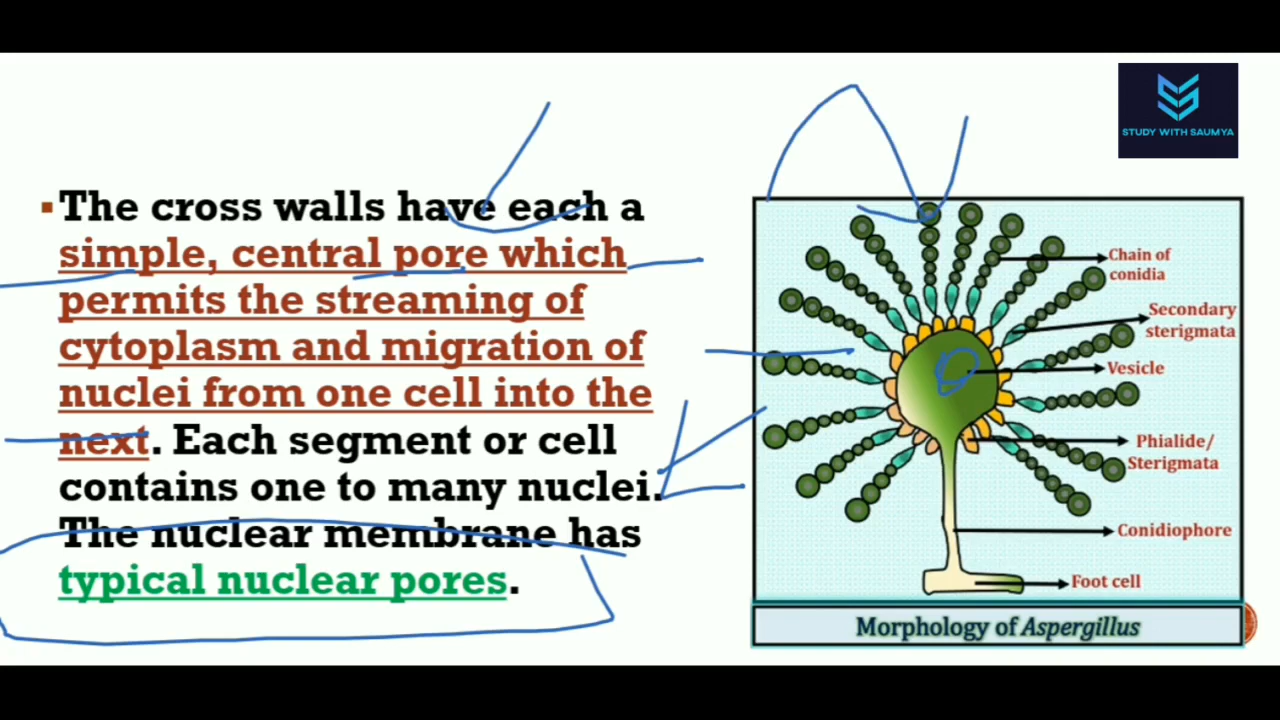 STUDY WITH SAUMYA
▪The cross walls have each a
simple, central pore which
permits the streaming of
cytoplasm and migration of
nuclei from one cell into the
next. Each segment or cell
contains one to many nuclei.
The nuclear membrane has
typical nuclear pores.
Chain of
conidia
Secondary
sterigmata
Vesicle
Phialide/
Sterigmata
Conidiophore
Foot cell
Morphology of Aspergillus